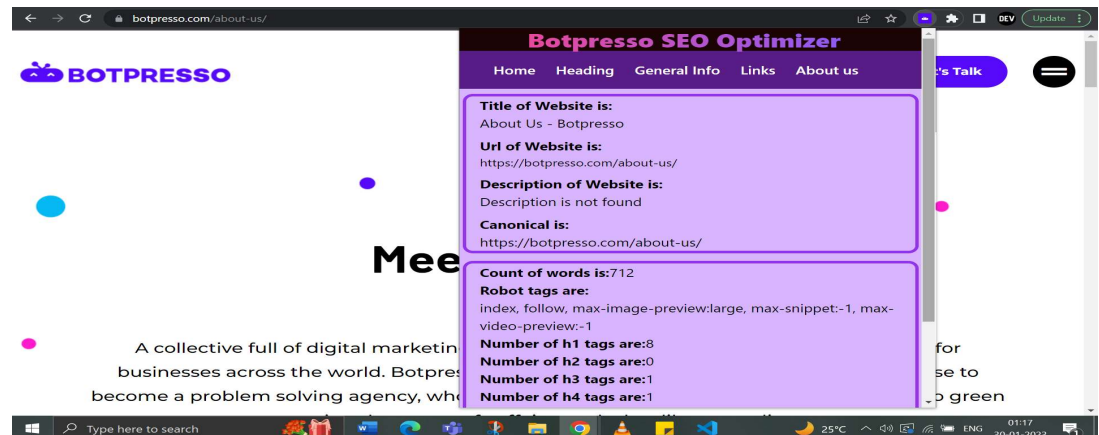 botpresso.com/about-us/
DEV
Update
BOTPRESSO
's Talk
Botpresso SEO Optimizer
Home Heading General Info Links About us
Title of Website is:
About Us - Botpresso
Url of Website is:
https://botpresso.com/about-us/
Description of Website is:
Description is not found
Canonical is:
https://botpresso.com/about-us/
Count of words is:712
Robot tags are:
index, follow, max-image-preview:large, max-snippet:-1, max-
video-preview:-1
Number of h1 tags are:8
Number of h2 tags are:0
Number of h3 tags are:1
Number of h4 tags are:1
Mee
A collective full of digital marketin for
businesses across the world. Botpres se to
become a problem solving agency, whe o green
Type here to search
25°C
ENG
01:17
30-01-2023